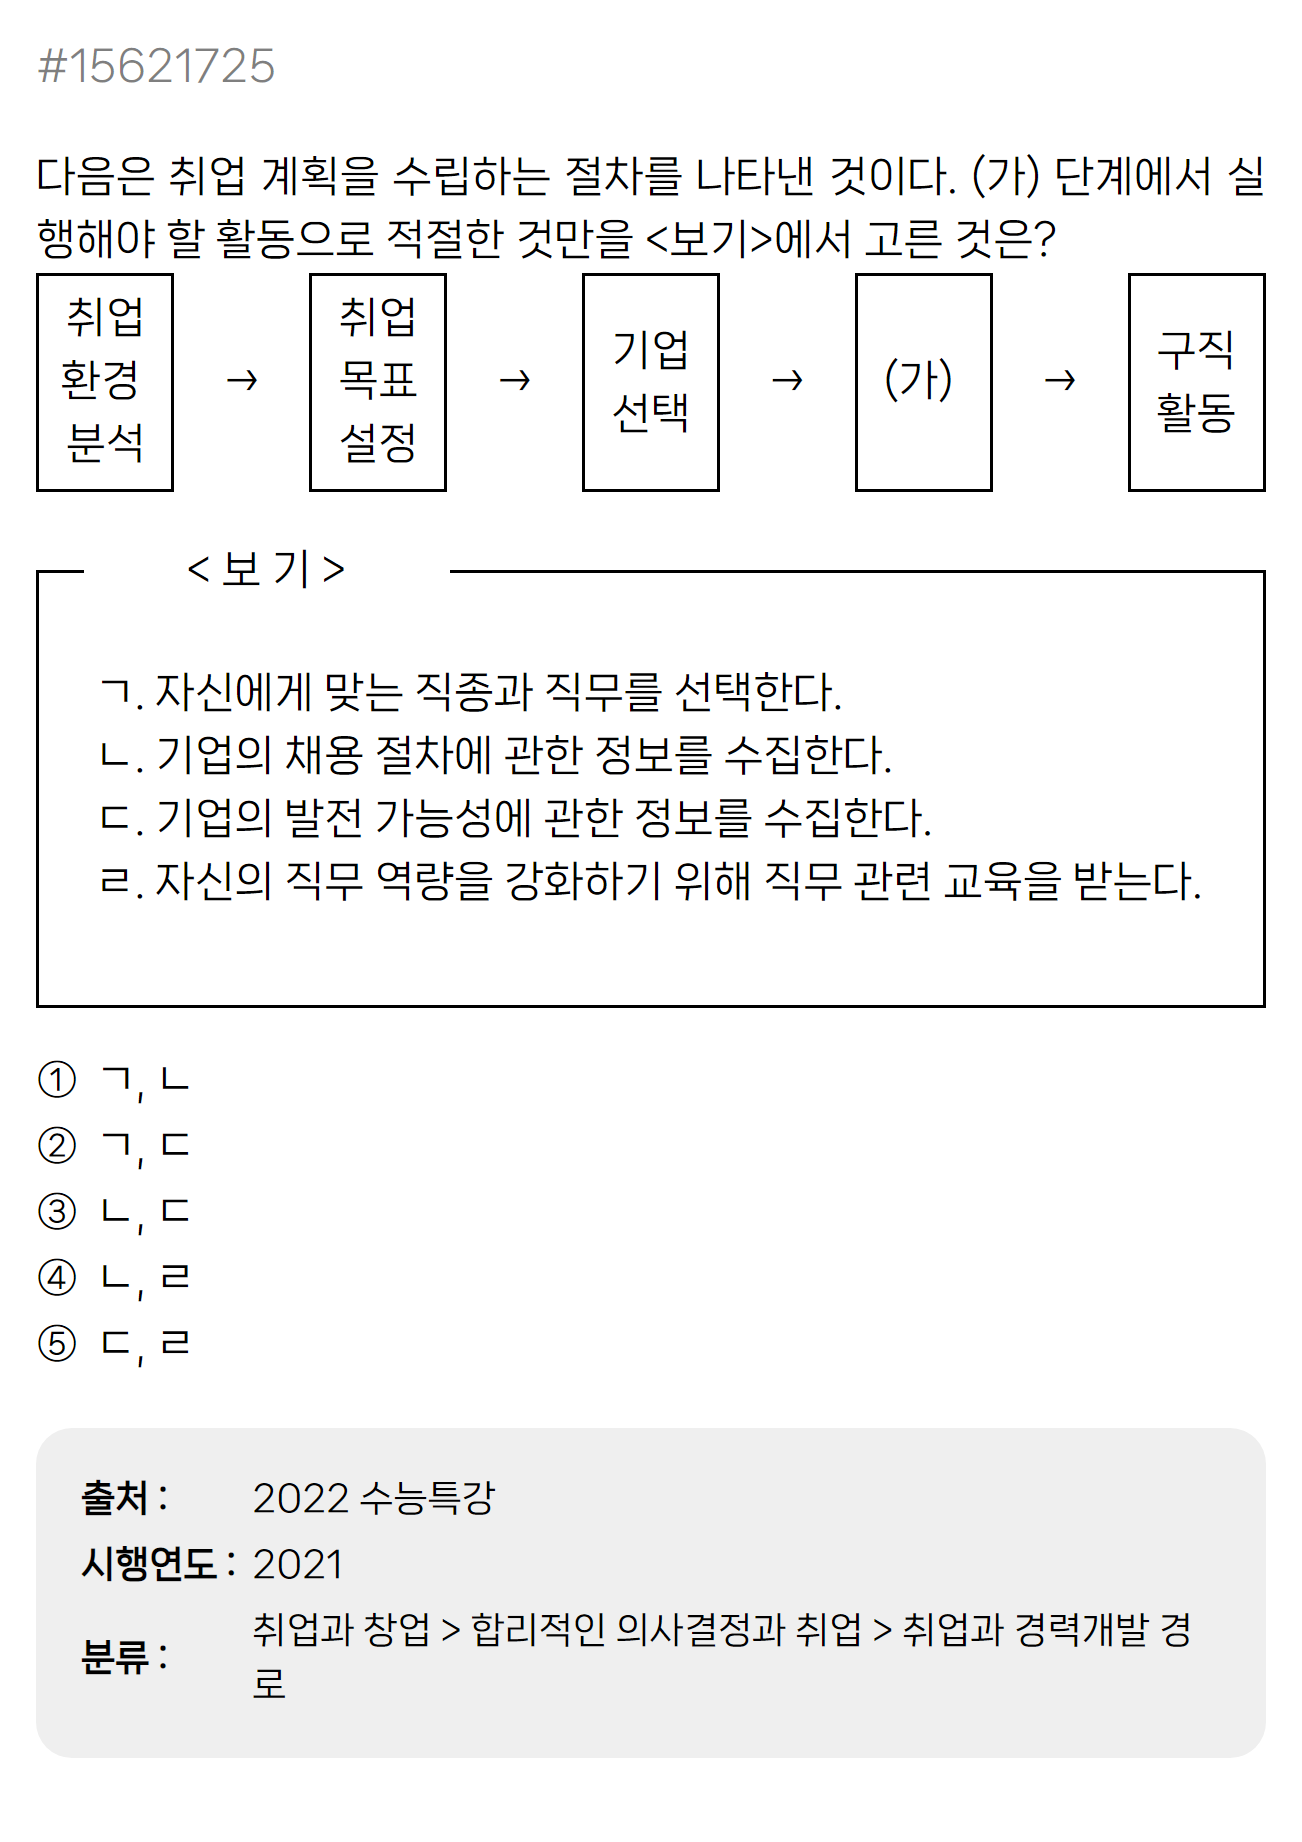 #15621725
다음은 취업 계획을 수립하는 절차를 나타낸 것이다. (가) 단계에서 실
행해야 할 활동으로 적절한 것만을 <보기>에서 고른 것은?
취업
환경
분석
→
취업
목표
설정
→
기업
선택
→
(가)
→
구직
활동
< 보 기 >
ㄱ. 자신에게 맞는 직종과 직무를 선택한다.
ㄴ. 기업의 채용 절차에 관한 정보를 수집한다.
ㄷ. 기업의 발전 가능성에 관한 정보를 수집한다.
ㄹ. 자신의 직무 역량을 강화하기 위해 직무 관련 교육을 받는다.
① ㄱ, ㄴ
② ㄱ, ㄷ
③ ㄴ, ㄷ
④ ㄴ, ㄹ
⑤ ㄷ, ㄹ
출처 : 2022 수능특강
시행연도 : 2021
분류 : 취업과 창업 > 합리적인 의사결정과 취업 > 취업과 경력개발 경
로